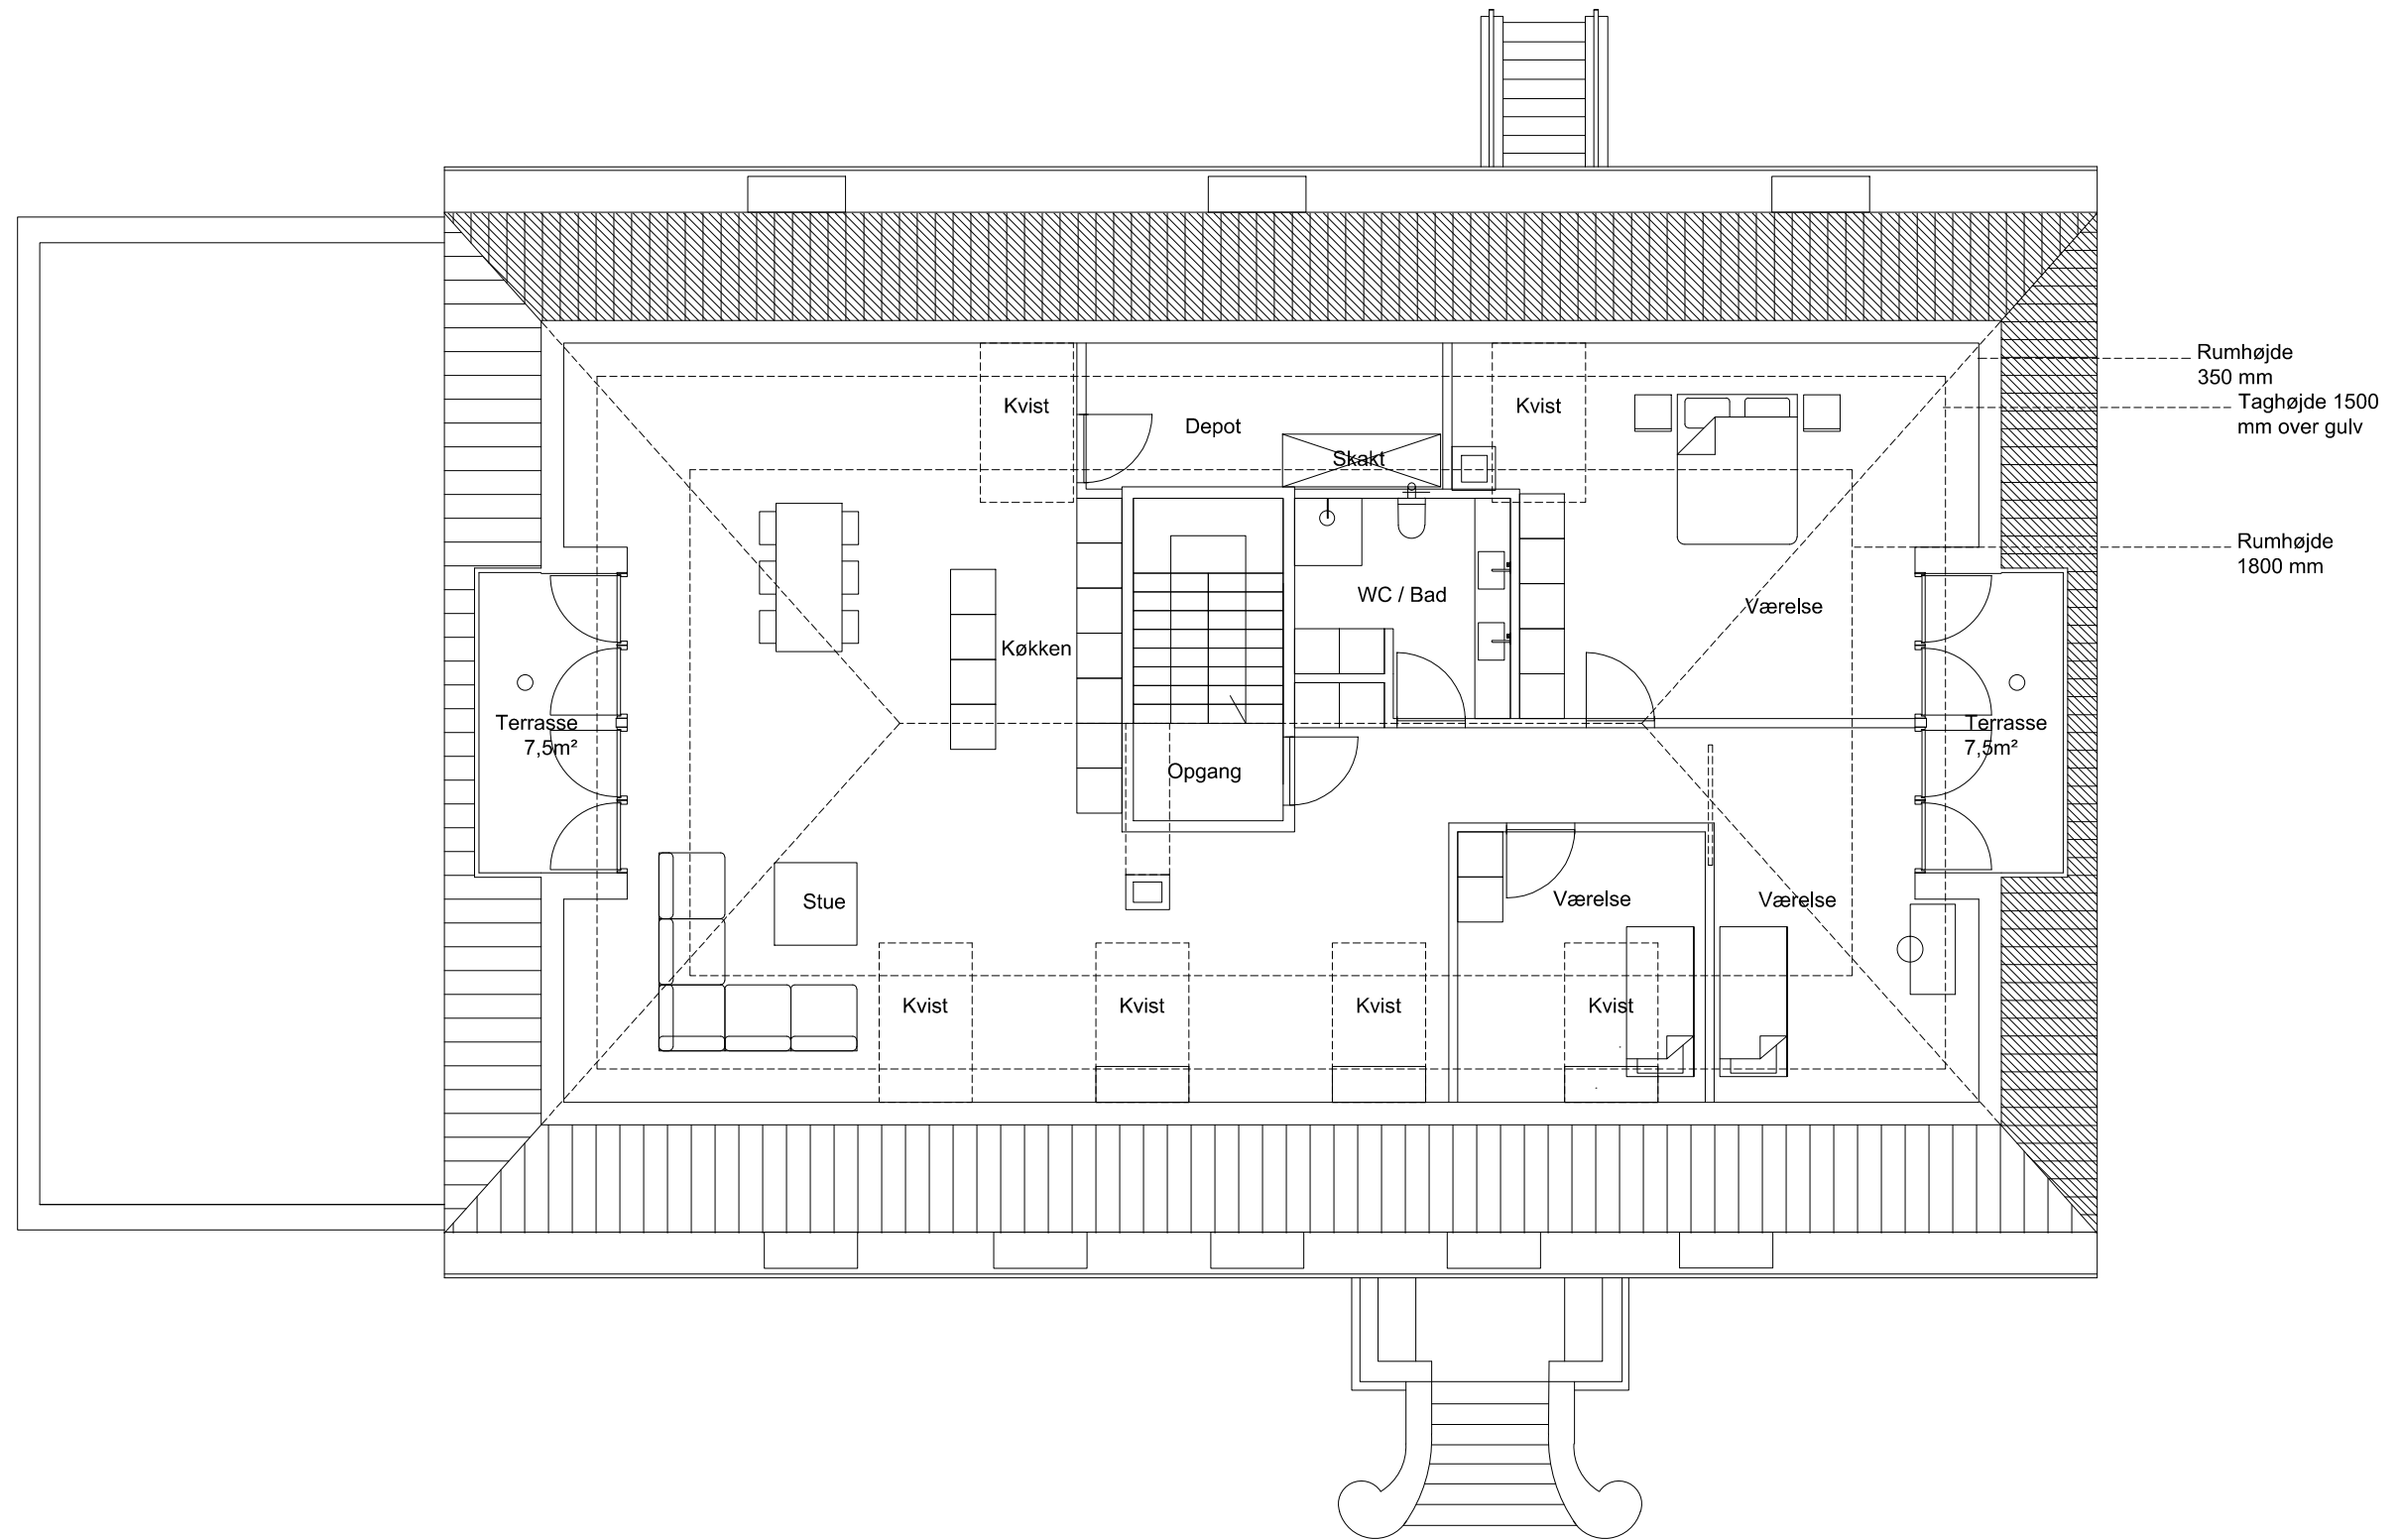 Rumhøjde
350 mm
Taghøjde 1500
mm over gulv
Kvist
Kvist
Depot
Skakt
Rumhøjde
1800 mm
WC / Bad
Værelse
Køkken
Terrasse
7,5m²
Terrasse
7,5m²
Opgang
Stue
Værelse
Værelse
Kvist
Kvist
Kvist
Kvist